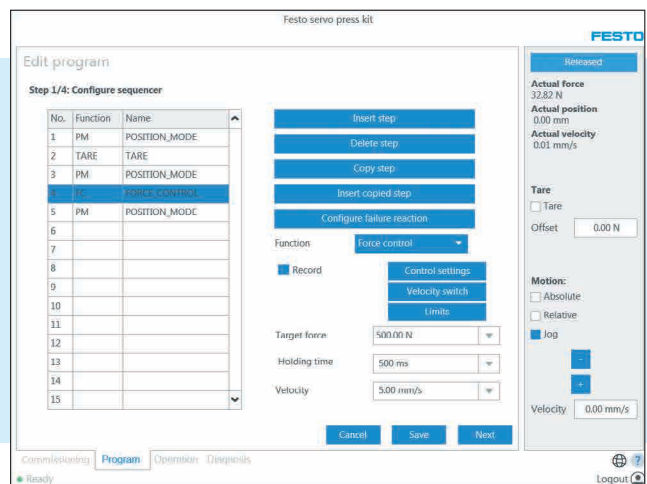 Festo servo press kit
FESTO
Edit program
Step 1/4: Configure sequencer
No. Function Name
1 PM POSITION_MODE
2 TARE TARE
3 PM POSITION_MODE
4 FC FORCE_CONTROL
5 PM POSITION_MODE
6
7
8
9
10
11
12
13
14
15
Insert step
Delete step
Copy step
Insert copied step
Configure failure reaction
Function Force control
Record
Control settings
Velocity switch
Limits
Target force 500.00 N
Holding time 500 ms
Velocity 5.00 mm/s
Cancel Save Next
Released
Actual force
32.82 N
Actual position
0.00 mm
Actual velocity
0.01 mm/s
Tare
Tare
Offset 0.00 N
Motion:
Absolute
Relative
Jog
-
+
Velocity 0.00 mm/s
Commissioning Program Operation Diagnosis
?
Ready
Logout